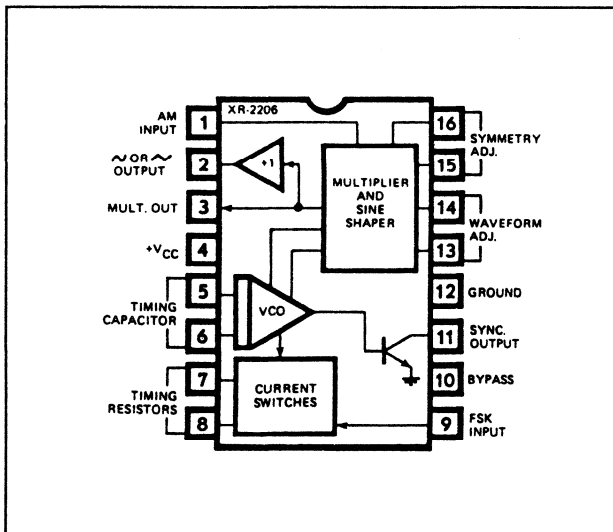 XR-2206
AM
INPUT
1
∼ OR ∼
OUTPUT
2
+1
MULT. OUT
3
+VCC
4
TIMING
CAPACITOR
5
6
VCO
TIMING
RESISTORS
7
8
CURRENT
SWITCHES
MULTIPLIER
AND
SINE
SHAPER
16
SYMMETRY
ADJ.
15
14
WAVEFORM
ADJ.
13
12
GROUND
11
SYNC.
OUTPUT
10
BYPASS
9
FSK
INPUT